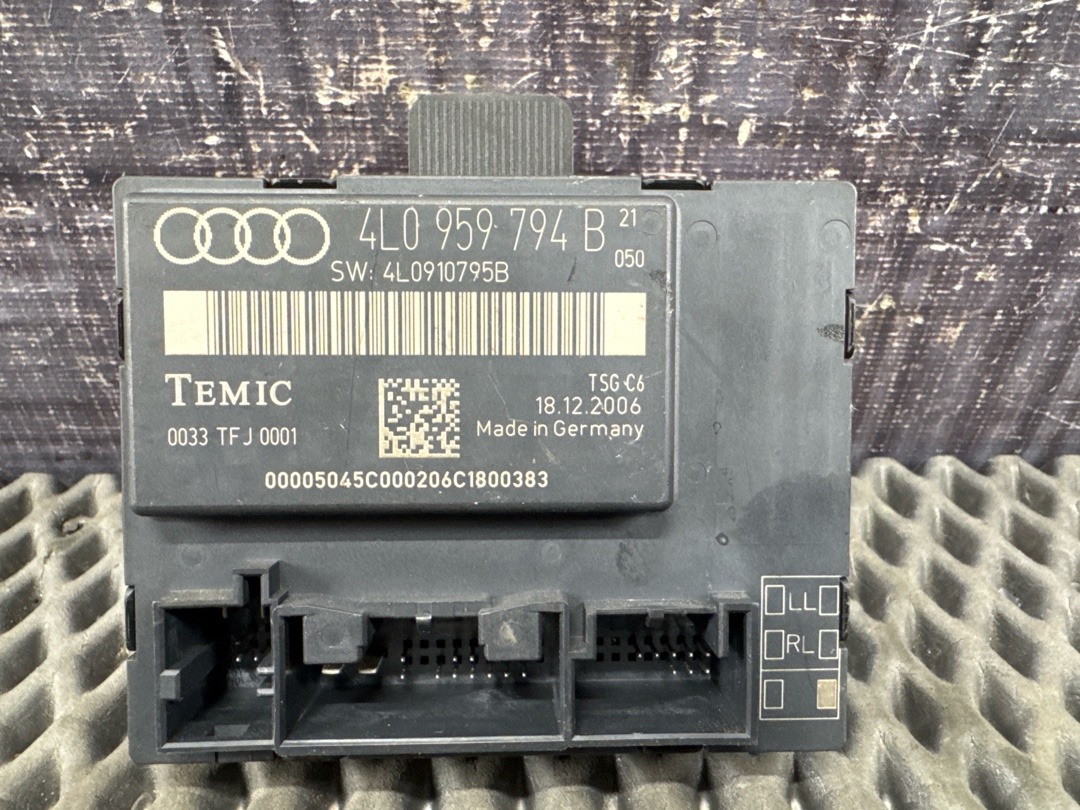 4L0 959 794 B 21
050
SW: 4L0910795B
TEMIC
TSG-C6
18.12.2006
0033 TFJ 0001
Made in Germany
00005045C000206C1800383
LL
RL